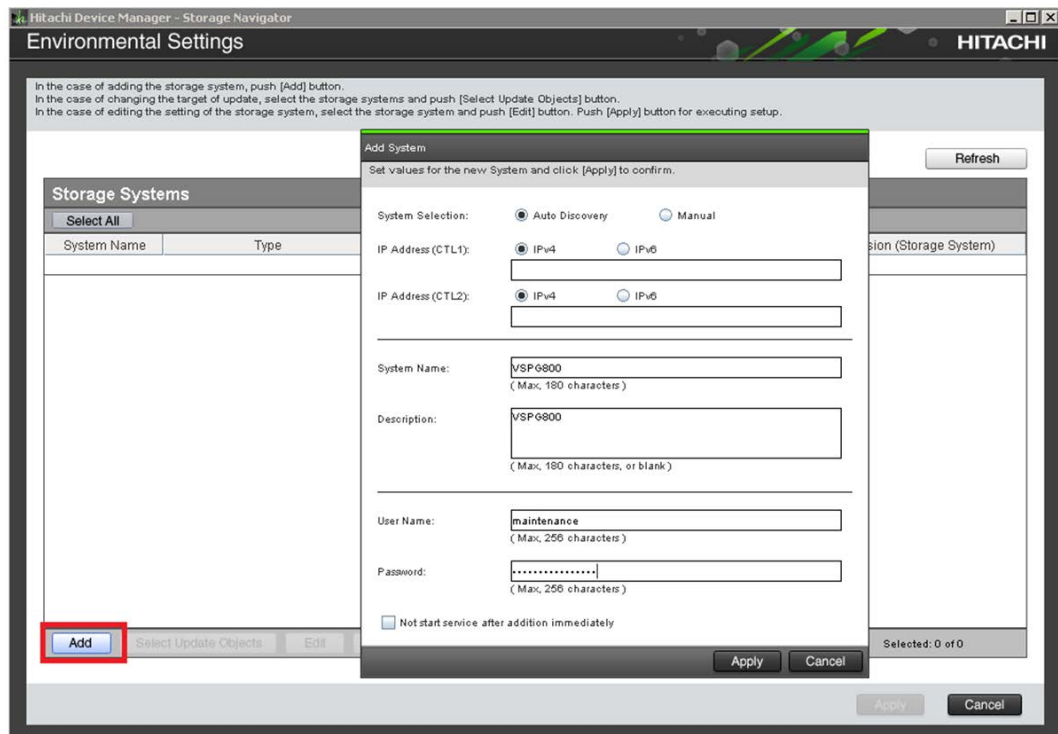 Hitachi Device Manager - Storage Navigator
Environmental Settings
HITACHI
In the case of adding the storage system, push [Add] button.
In the case of changing the target of update, select the storage systems and push [Select Update Objects] button.
In the case of editing the setting of the storage system, select the storage system and push [Edit] button. Push [Apply] button for executing setup.
Refresh
Storage Systems
Select All
System Name Type sion (Storage System)
Add System
Set values for the new System and click [Apply] to confirm.
System Selection: Auto Discovery Manual
IP Address (CTL1): IPv4 IPv6
IP Address (CTL2): IPv4 IPv6
System Name: VSPG800
( Max. 180 characters )
Description: VSPG800
( Max. 180 characters, or blank )
User Name: maintenance
( Max. 256 characters )
Password: ················
( Max. 256 characters )
Not start service after addition immediately
Apply Cancel
Add Select Update Objects Edit Selected: 0 of 0
Apply Cancel